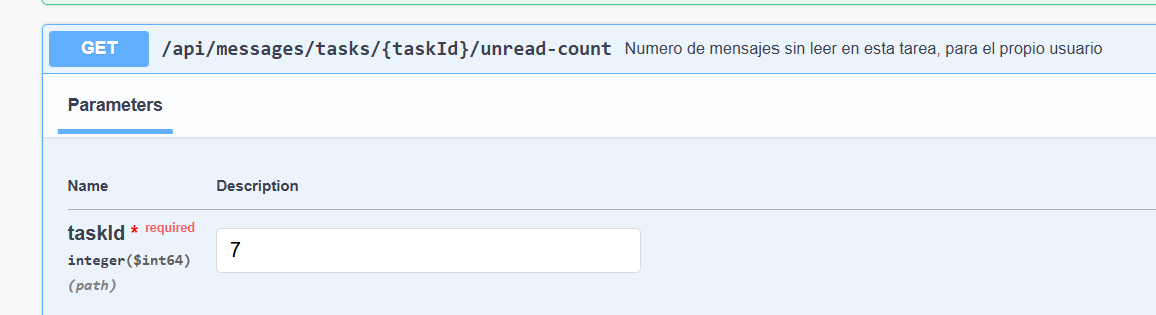 GET /api/messages/tasks/{taskId}/unread-count Numero de mensajes sin leer en esta tarea, para el propio usuario
Parameters
Name Description
taskId * required
integer($int64) 7
(path)